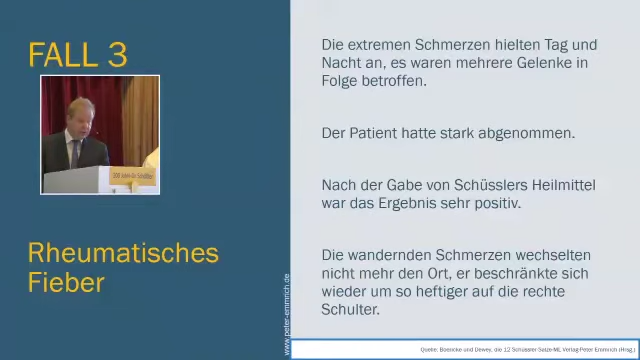 FALL 3
Rheumatisches
Fieber
Die extremen Schmerzen hielten Tag und
Nacht an, es waren mehrere Gelenke in
Folge betroffen.
Der Patient hatte stark abgenommen.
Nach der Gabe von Schüsslers Heilmittel
war das Ergebnis sehr positiv.
Die wandernden Schmerzen wechselten
nicht mehr den Ort, er beschränkte sich
wieder um so heftiger auf die rechte
Schulter.
www.peter-emmrich.de
Quelle: Boericke und Dewey, die 12 Schüssler-Salze-ML Verlag-Peter Emmrich (Hrsg.)